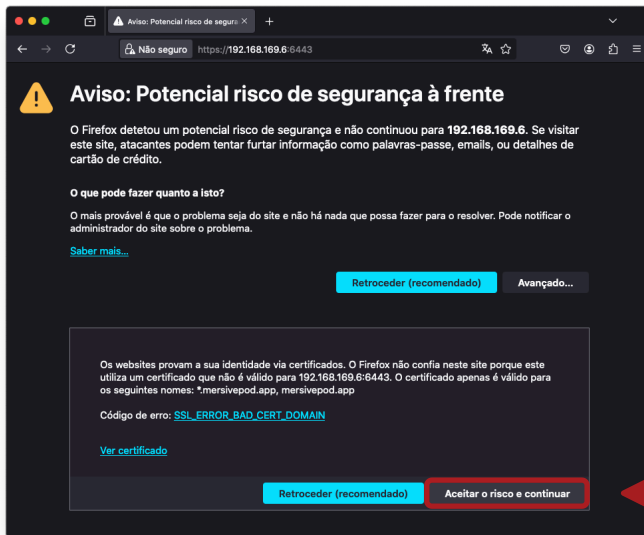 Aviso: Potencial risco de segura
Não seguro https://192.168.169.6:6443
Aviso: Potencial risco de segurança à frente
O Firefox detetou um potencial risco de segurança e não continuou para 192.168.169.6. Se visitar
este site, atacantes podem tentar furtar informação como palavras-passe, emails, ou detalhes de
cartão de crédito.
O que pode fazer quanto a isto?
O mais provável é que o problema seja do site e não há nada que possa fazer para o resolver. Pode notificar o
administrador do site sobre o problema.
Saber mais...
Retroceder (recomendado) Avançado...
Os websites provam a sua identidade via certificados. O Firefox não confia neste site porque este
utiliza um certificado que não é válido para 192.168.169.6:6443. O certificado apenas é válido para
os seguintes nomes: *.mersivepod.app, mersivepod.app
Código de erro: SSL_ERROR_BAD_CERT_DOMAIN
Ver certificado
Retroceder (recomendado) Aceitar o risco e continuar